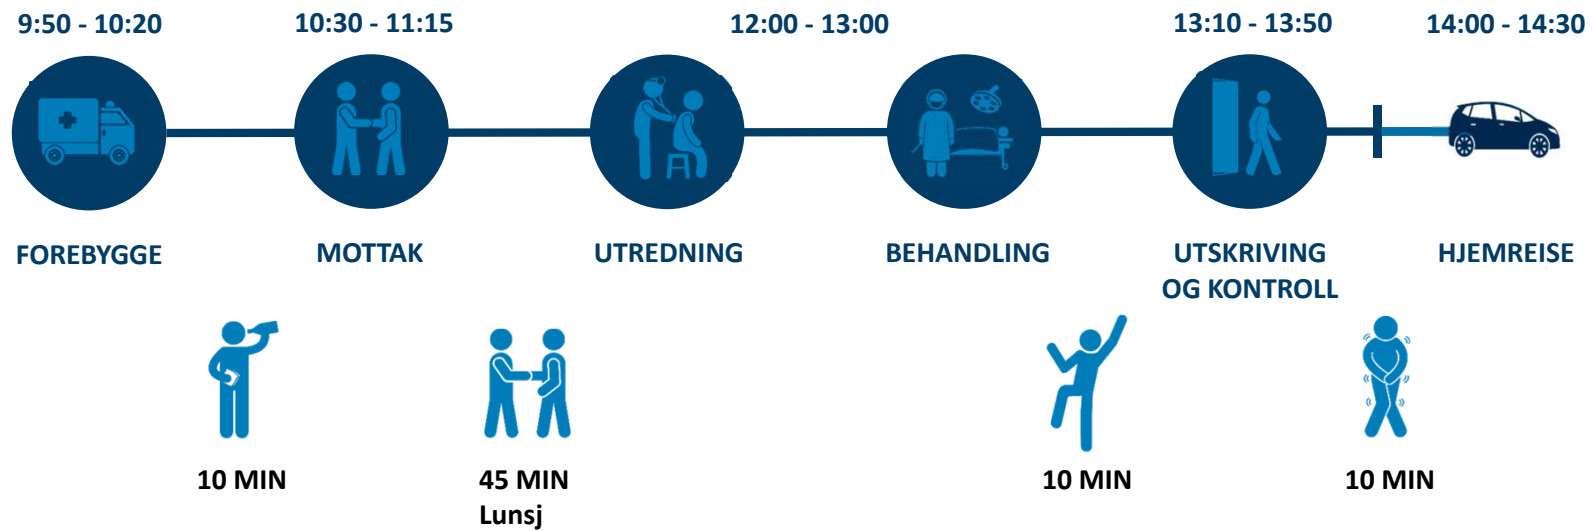 9:50 - 10:20
10:30 - 11:15
12:00 - 13:00
13:10 - 13:50
14:00 - 14:30
FOREBYGGE
MOTTAK
UTREDNING
BEHANDLING
UTSKRIVING
OG KONTROLL
HJEMREISE
10 MIN
45 MIN
Lunsj
10 MIN
10 MIN